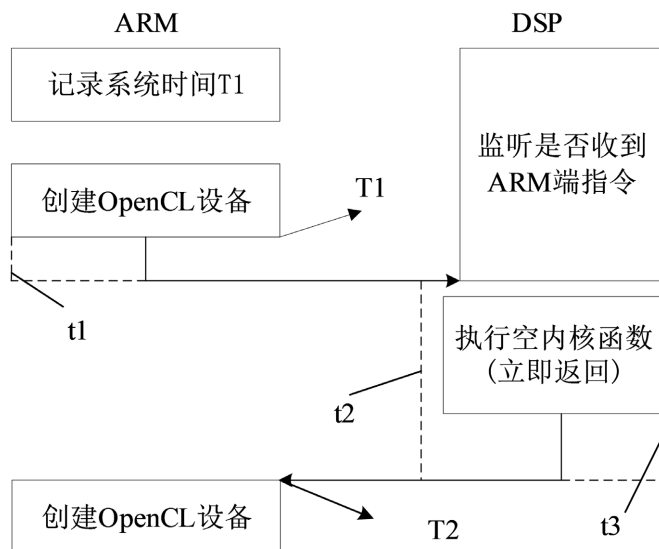 ARM
DSP
记录系统时间T1
监听是否收到
ARM端指令
创建OpenCL设备
T1
t1
执行空内核函数
(立即返回)
t2
创建OpenCL设备
T2
t3